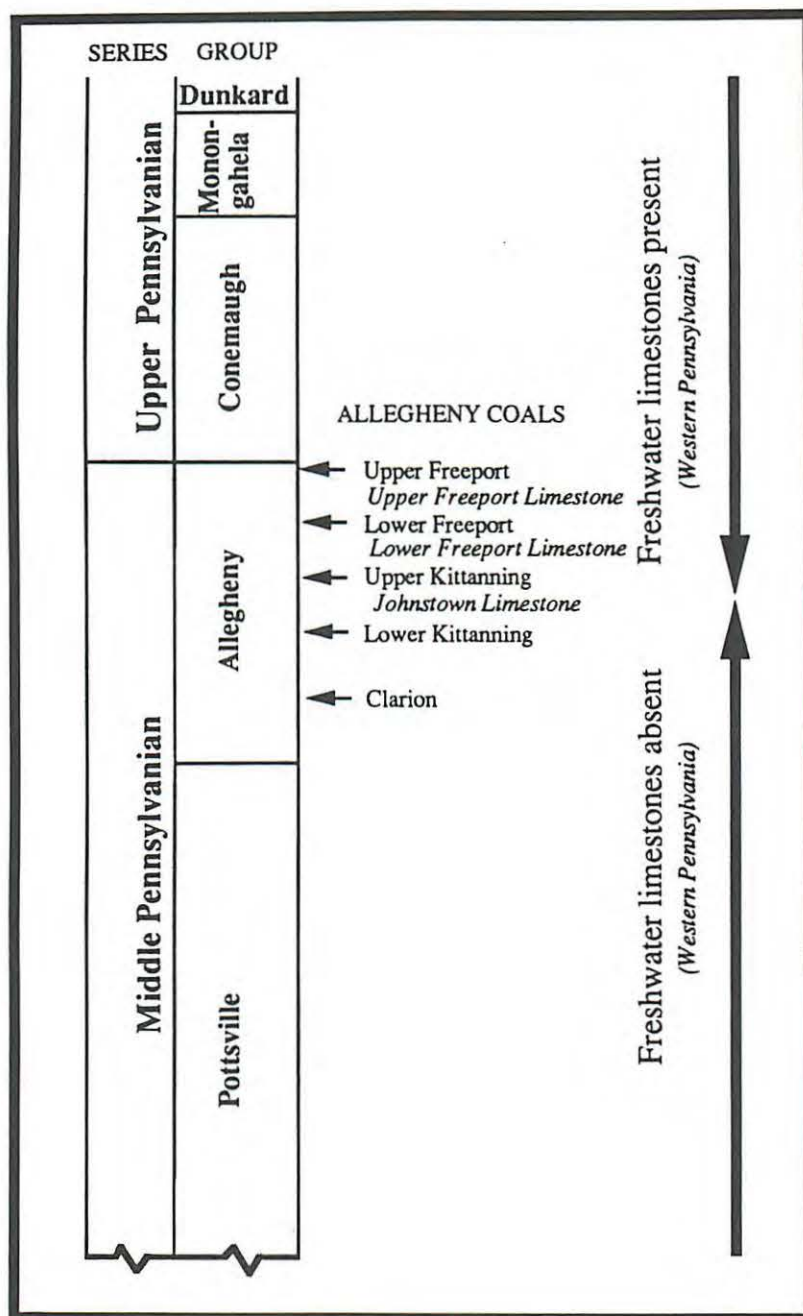 SERIES GROUP
Dunkard
Monon-
gahela
Conemaugh
Allegheny
Pottsville
Upper Pennsylvanian
Middle Pennsylvanian
ALLEGHENY COALS
Upper Freeport
Upper Freeport Limestone
Lower Freeport
Lower Freeport Limestone
Upper Kittanning
Johnstown Limestone
Lower Kittanning
Clarion
Freshwater limestones present
(Western Pennsylvania)
Freshwater limestones absent
(Western Pennsylvania)